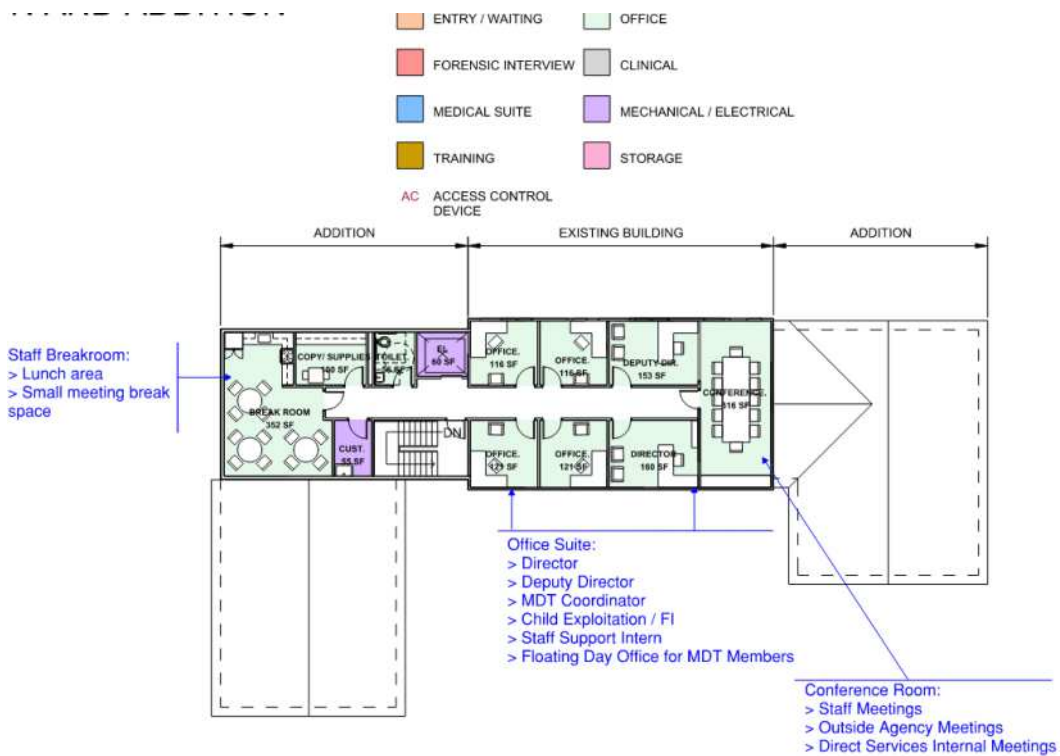 ENTRY / WAITING
OFFICE
FORENSIC INTERVIEW
CLINICAL
MEDICAL SUITE
MECHANICAL / ELECTRICAL
TRAINING
STORAGE
AC ACCESS CONTROL
DEVICE
ADDITION
EXISTING BUILDING
ADDITION
Staff Breakroom:
> Lunch area
> Small meeting break
space
COPY/ SUPPLIES
100 SF
TOILET
EL
80 SF
OFFICE.
116 SF
OFFICE.
116 SF
DEPUTY DIR.
153 SF
CONFERENCE.
316 SF
BREAK ROOM
352 SF
CUST.
55 SF
DN
OFFICE.
121 SF
OFFICE.
121 SF
DIRECTOR
160 SF
Office Suite:
> Director
> Deputy Director
> MDT Coordinator
> Child Exploitation / FI
> Staff Support Intern
> Floating Day Office for MDT Members
Conference Room:
> Staff Meetings
> Outside Agency Meetings
> Direct Services Internal Meetings